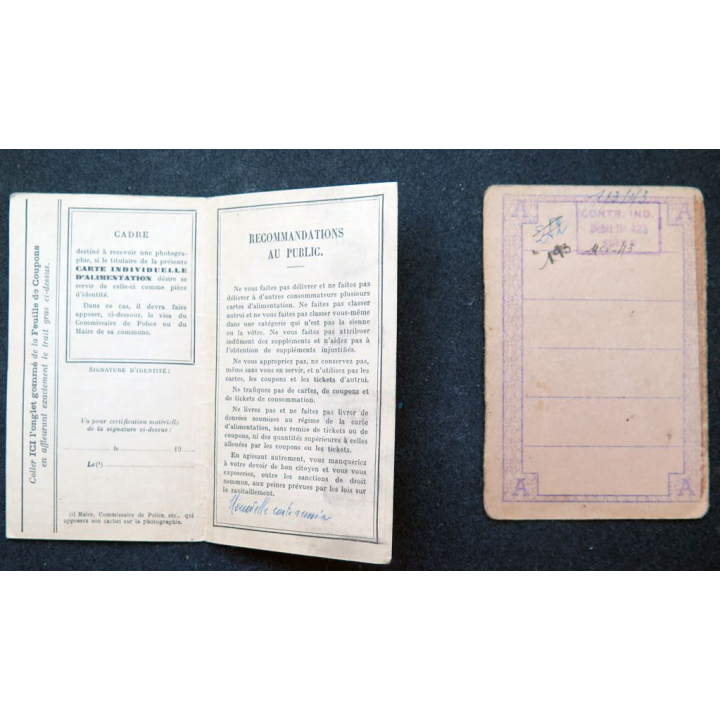 Coller ICI l'onglet gommé de la Feuille de Coupons
en affleurant exactement le trait gras ci-dessus.
CADRE
destiné à recevoir une photogra-
phie, si le titulaire de la présente
CARTE INDIVIDUELLE
D'ALIMENTATION désire se
servir de celle-ci comme pièce
d'identité.
Dans ce cas, il devra faire
apposer, ci-dessous, le visa du
Commissaire de Police ou du
Maire de sa commune.
SIGNATURE D'IDENTITÉ:
Vu pour certification matérielle
de la signature ci-dessus:
le 19
Le(1)
(1) Maire, Commissaire de Police, etc., qui
apposera son cachet sur la photographie.
RECOMMANDATIONS
AU PUBLIC.
Ne vous faites pas délivrer et ne faites pas
délivrer à d'autres consommateurs plusieurs
cartes d'alimentation. Ne faites pas classer
autrui et ne vous faites pas classer vous-même
dans une catégorie qui n'est pas la sienne
ou la vôtre. Ne vous faites pas attribuer
indûment des suppléments et n'aidez pas à
l'obtention de suppléments injustifiés.
Ne vous appropriez pas, ne conservez pas,
même sans vous en servir, et n'utilisez pas les
cartes, les coupons et les tickets d'autrui.
Ne trafiquez pas de cartes, de coupons et
de tickets de consommation.
Ne livrez pas et ne faites pas livrer de
denrées soumises au régime de la carte
d'alimentation, sans remise de tickets ou de
coupons, ni des quantités supérieures à celles
allouées par les coupons ou les tickets.
En agissant autrement, vous manqueriez
à votre devoir de bon citoyen et vous vous
exposeriez, outre les sanctions de droit
commun, aux peines prévues par les lois sur
le ravitaillement.
Nouvelle carte remise
A A
CONTR. IND.
Débit No 423
193
A A